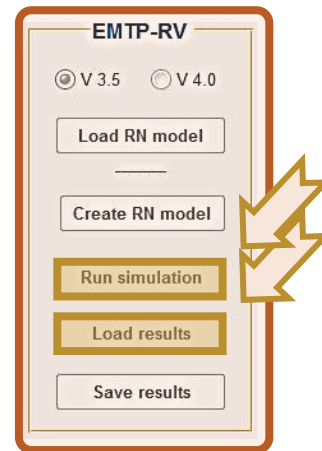 EMTP-RV
V 3.5 V 4.0
Load RN model
Create RN model
Run simulation
Load results
Save results